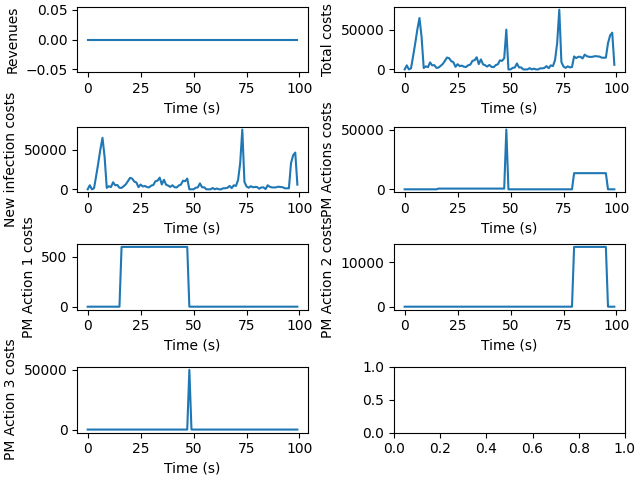 Revenues
0.05
0.00
−0.05
0 25 50 75 100
Time (s)
Total costs
50000
0
0 25 50 75 100
Time (s)
New infection costs
50000
0
0 25 50 75 100
Time (s)
PM Actions costs
50000
0
0 25 50 75 100
Time (s)
PM Action 1 costs
500
0
0 25 50 75 100
Time (s)
PM Action 2 costs
10000
0
0 25 50 75 100
Time (s)
PM Action 3 costs
50000
0
0 25 50 75 100
Time (s)
1.0
0.5
0.0
0.0 0.2 0.4 0.6 0.8 1.0